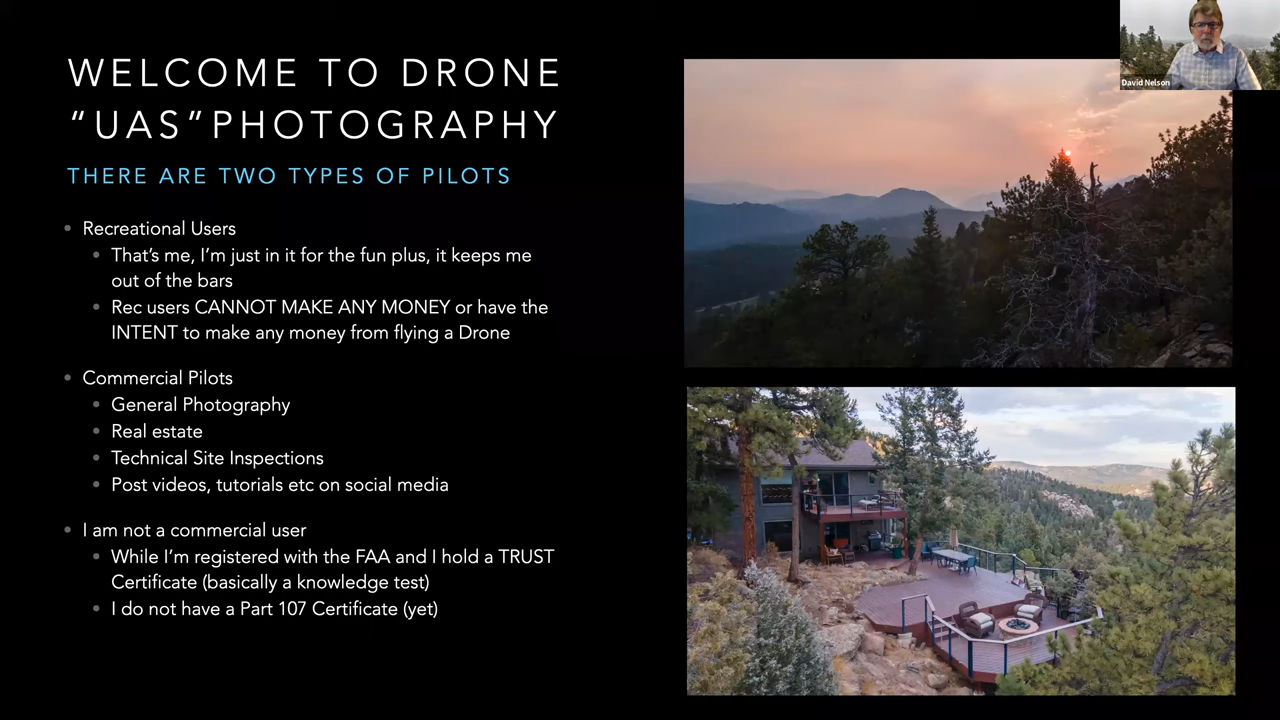 WELCOME TO DRONE
“UAS”PHOTOGRAPHY
THERE ARE TWO TYPES OF PILOTS
• Recreational Users
• That’s me, I’m just in it for the fun plus, it keeps me
out of the bars
• Rec users CANNOT MAKE ANY MONEY or have the
INTENT to make any money from flying a Drone
• Commercial Pilots
• General Photography
• Real estate
• Technical Site Inspections
• Post videos, tutorials etc on social media
• I am not a commercial user
• While I’m registered with the FAA and I hold a TRUST
Certificate (basically a knowledge test)
• I do not have a Part 107 Certificate (yet)
David Nelson